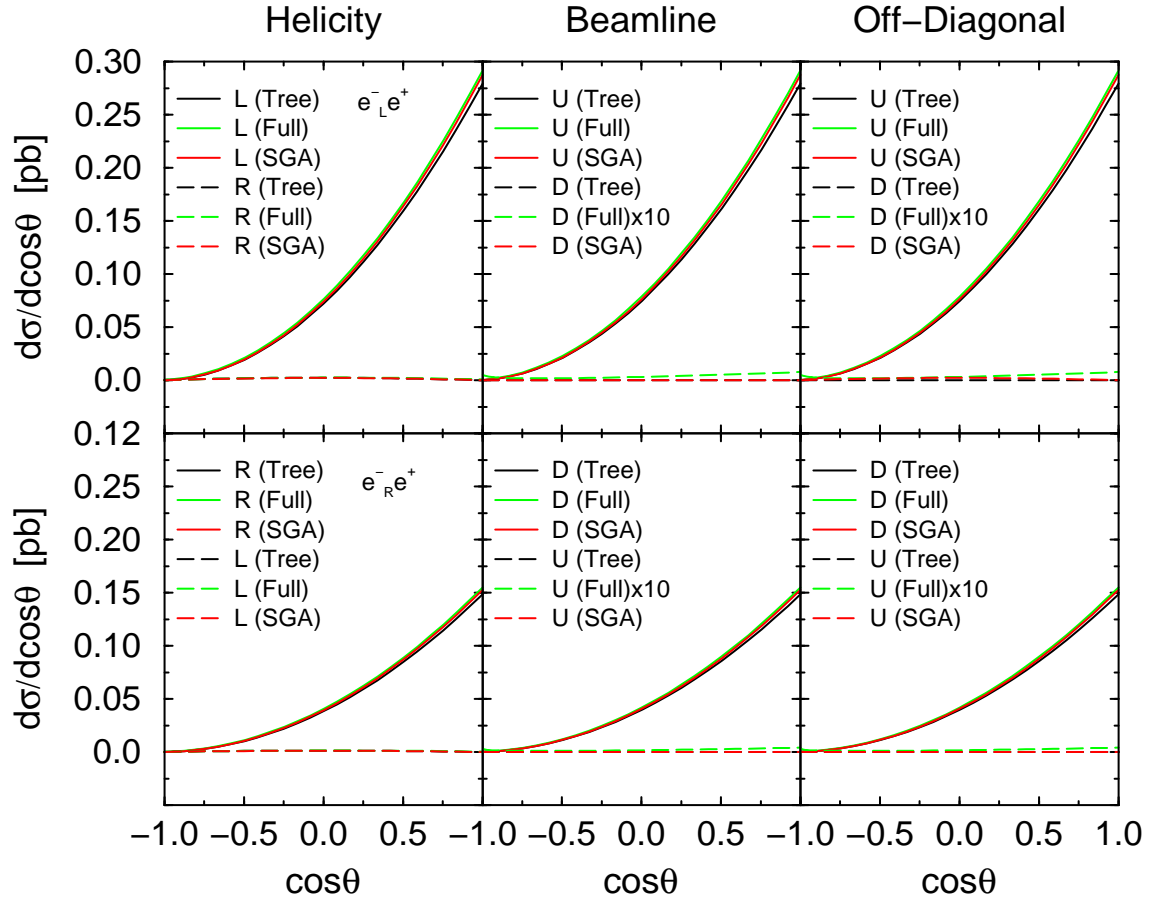 Helicity Beamline Off−Diagonal
0.30
0.25
0.20
0.15
0.10
0.05
0.0
dσ/dcosθ [pb]
L (Tree) e⁻L e⁺
L (Full)
L (SGA)
R (Tree)
R (Full)
R (SGA)
U (Tree)
U (Full)
U (SGA)
D (Tree)
D (Full)x10
D (SGA)
U (Tree)
U (Full)
U (SGA)
D (Tree)
D (Full)x10
D (SGA)
0.12
0.25
0.20
0.15
0.10
0.05
0.0
dσ/dcosθ [pb]
R (Tree) e⁻R e⁺
R (Full)
R (SGA)
L (Tree)
L (Full)
L (SGA)
D (Tree)
D (Full)
D (SGA)
U (Tree)
U (Full)x10
U (SGA)
D (Tree)
D (Full)
D (SGA)
U (Tree)
U (Full)x10
U (SGA)
−1.0 −0.5 0.0 0.5 −1.0 −0.5 0.0 0.5 −1.0 −0.5 0.0 0.5 1.0
cosθ cosθ cosθ